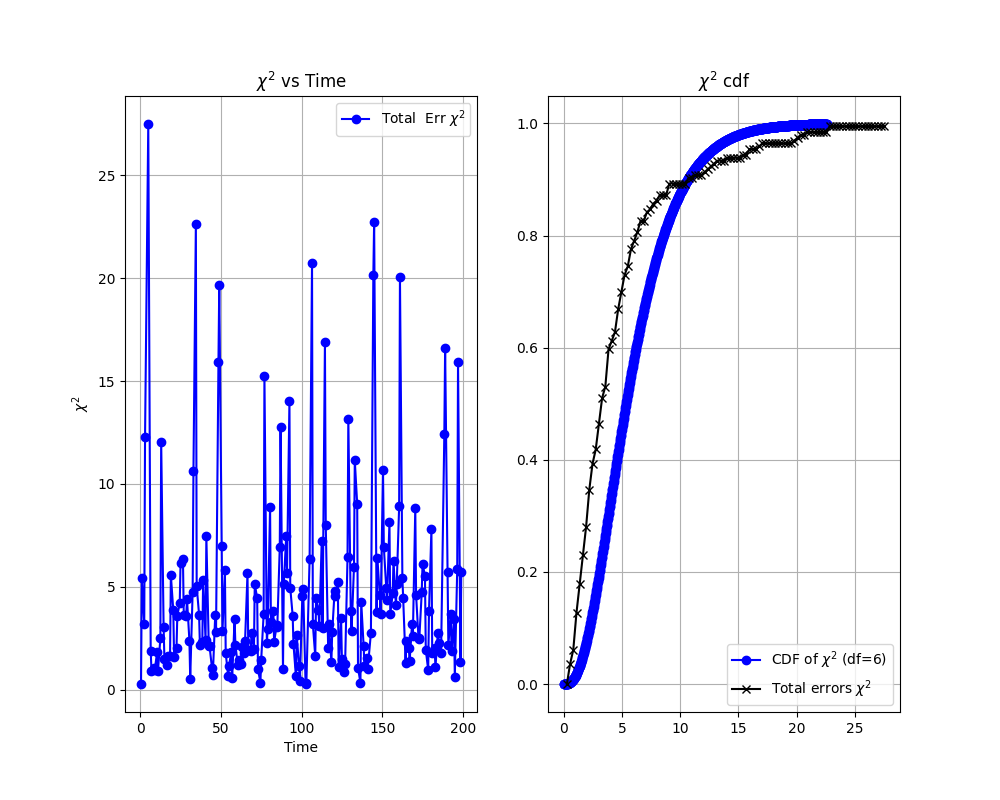 χ² vs Time
Total Err χ²
25
20
15
10
5
0
χ²
0 50 100 150 200
Time
χ² cdf
1.0
0.8
0.6
0.4
0.2
0.0
CDF of χ² (df=6)
Total errors χ²
0 5 10 15 20 25